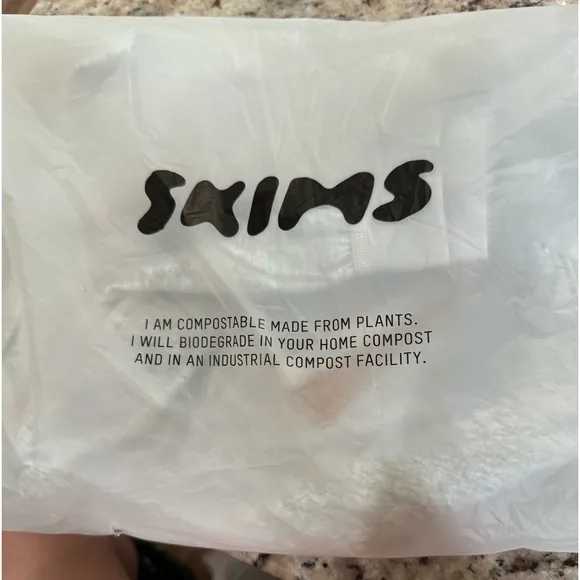 SKIMS
I AM COMPOSTABLE MADE FROM PLANTS.
I WILL BIODEGRADE IN YOUR HOME COMPOST
AND IN AN INDUSTRIAL COMPOST FACILITY.